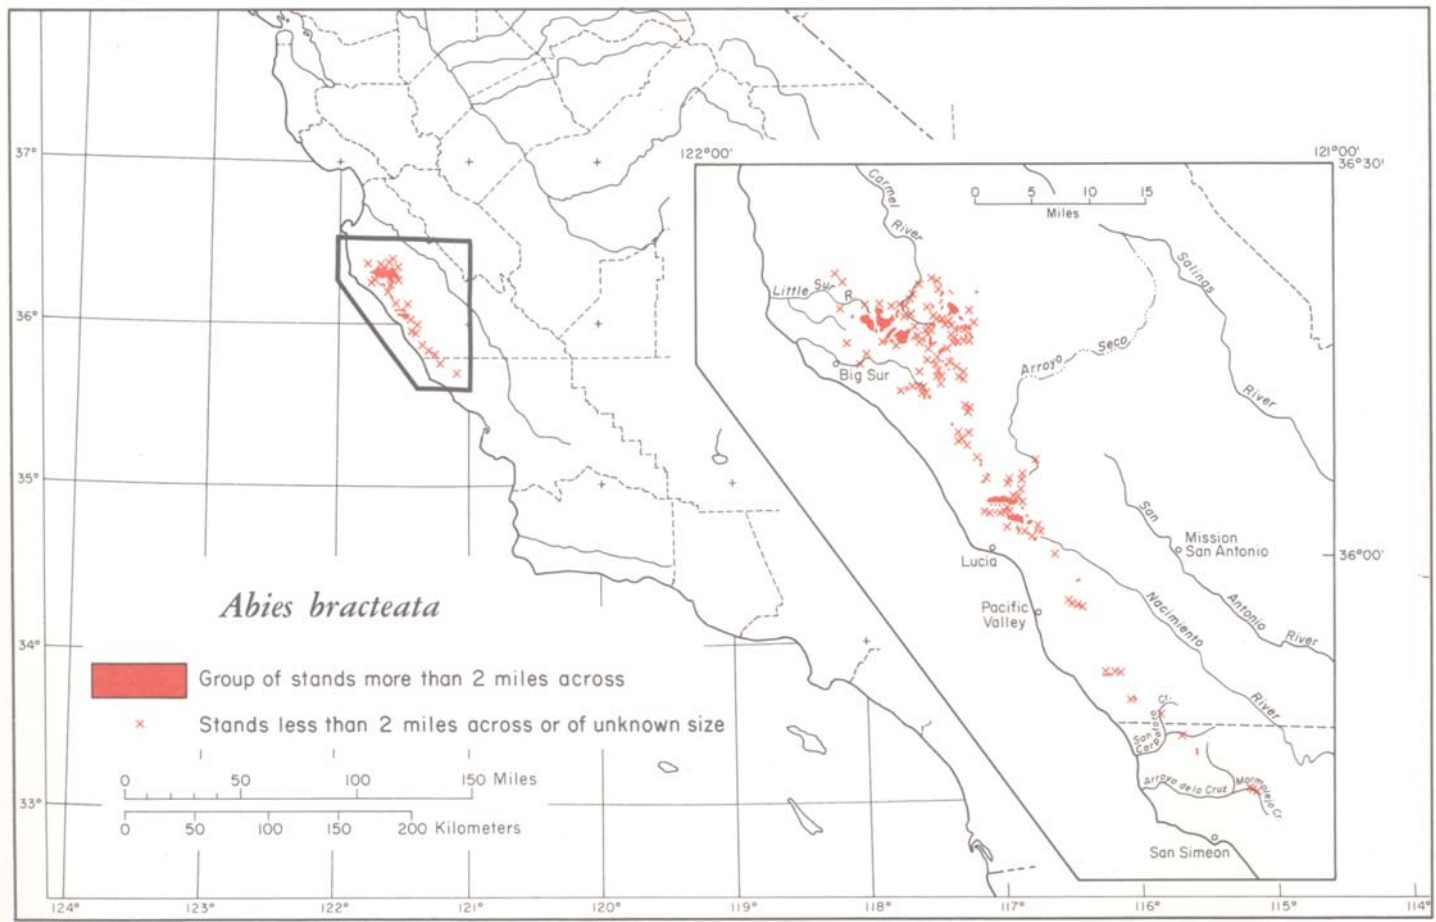 122°00'
121°00'
36°30'
37°
36°
35°
34°
33°
0 5 10 15
Miles
Carmel
River
Little Sur R.
Big Sur
Arroyo Seco
Salinas
River
San
Antonio
River
Mission
San Antonio
36°00'
Lucia
Pacific
Valley
Nacimiento
River
San
Carpoforo
Cr.
Arroyo de la Cruz
Marmolejo Cr.
San Simeon
Abies bracteata
Group of stands more than 2 miles across
× Stands less than 2 miles across or of unknown size
0 50 100 150 Miles
0 50 100 150 200 Kilometers
124° 123° 122° 121° 120° 119° 118° 117° 116° 115° 114°